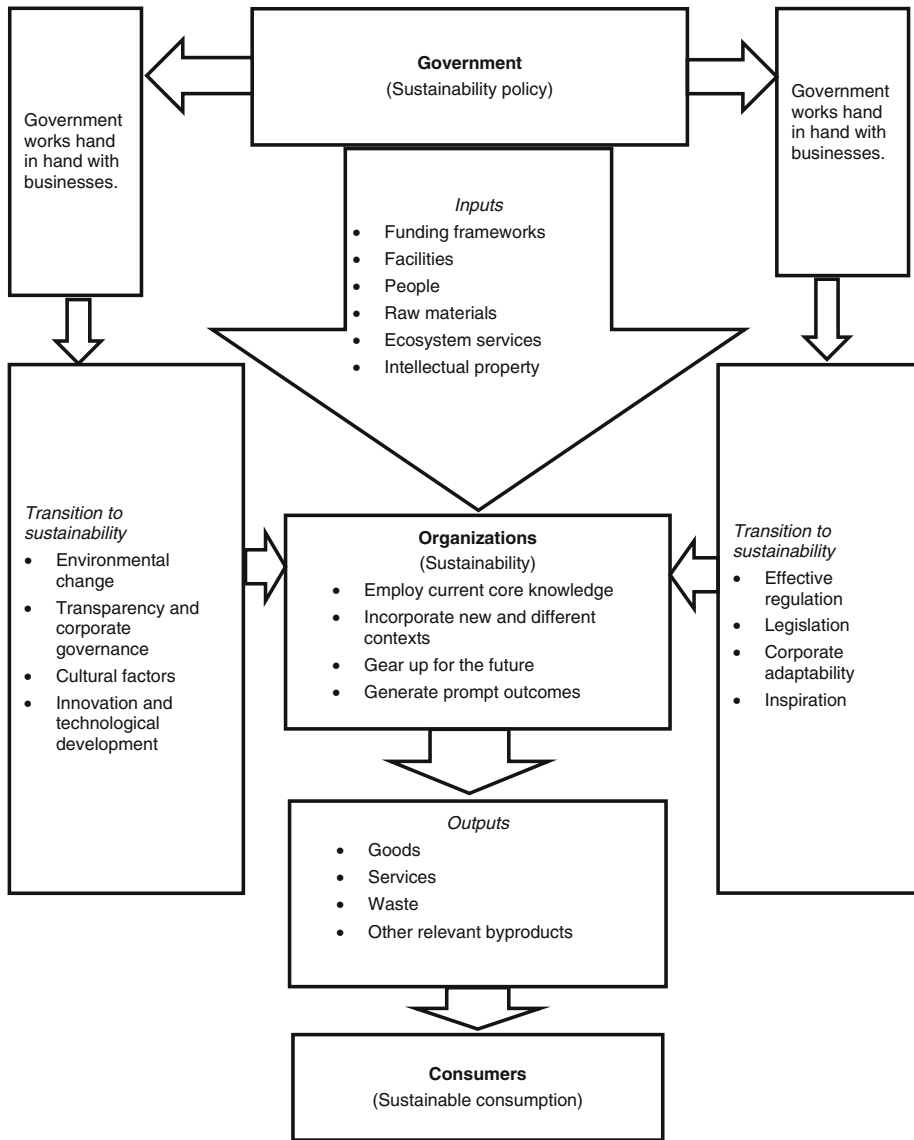 Government
(Sustainability policy)
Government
works hand
in hand with
businesses.
Government
works hand
in hand with
businesses.
Inputs
• Funding frameworks
• Facilities
• People
• Raw materials
• Ecosystem services
• Intellectual property
Transition to
sustainability
• Environmental
change
• Transparency and
corporate
governance
• Cultural factors
• Innovation and
technological
development
Organizations
(Sustainability)
• Employ current core knowledge
• Incorporate new and different
contexts
• Gear up for the future
• Generate prompt outcomes
Transition to
sustainability
• Effective
regulation
• Legislation
• Corporate
adaptability
• Inspiration
Outputs
• Goods
• Services
• Waste
• Other relevant byproducts
Consumers
(Sustainable consumption)